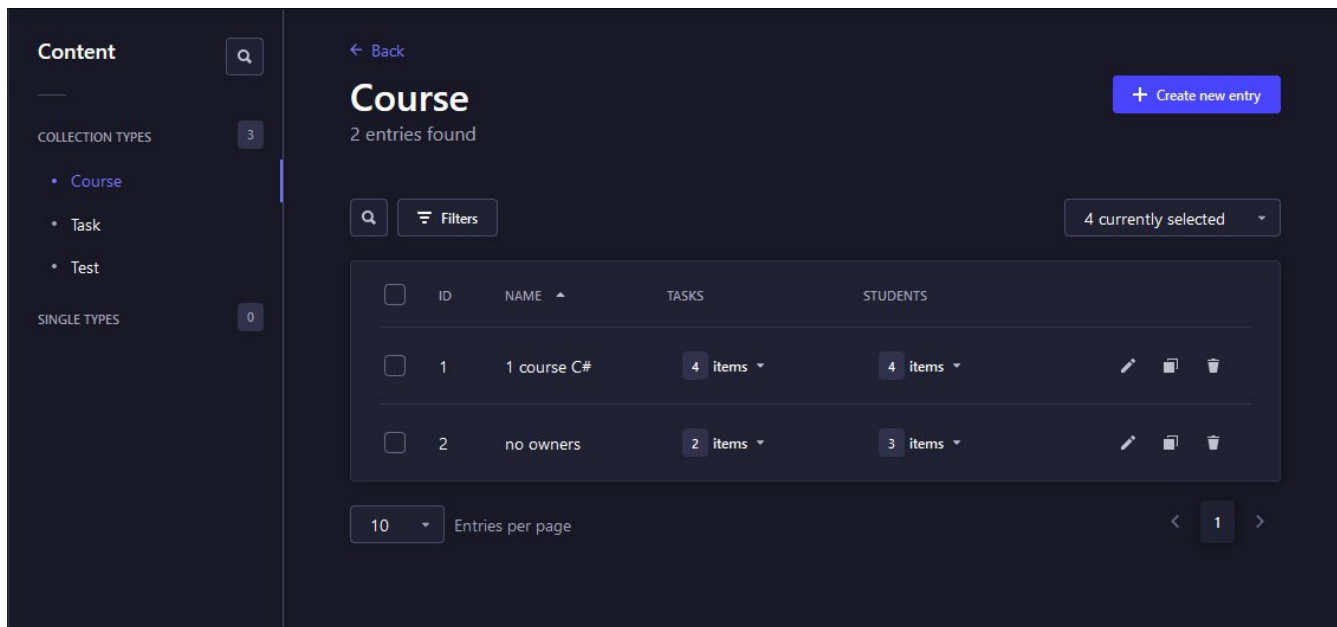 Content
COLLECTION TYPES 3
Course
Task
Test
SINGLE TYPES 0
Back
Course
2 entries found
Create new entry
Filters
4 currently selected
ID NAME TASKS STUDENTS
1 1 course C# 4 items 4 items
2 no owners 2 items 3 items
10 Entries per page
1